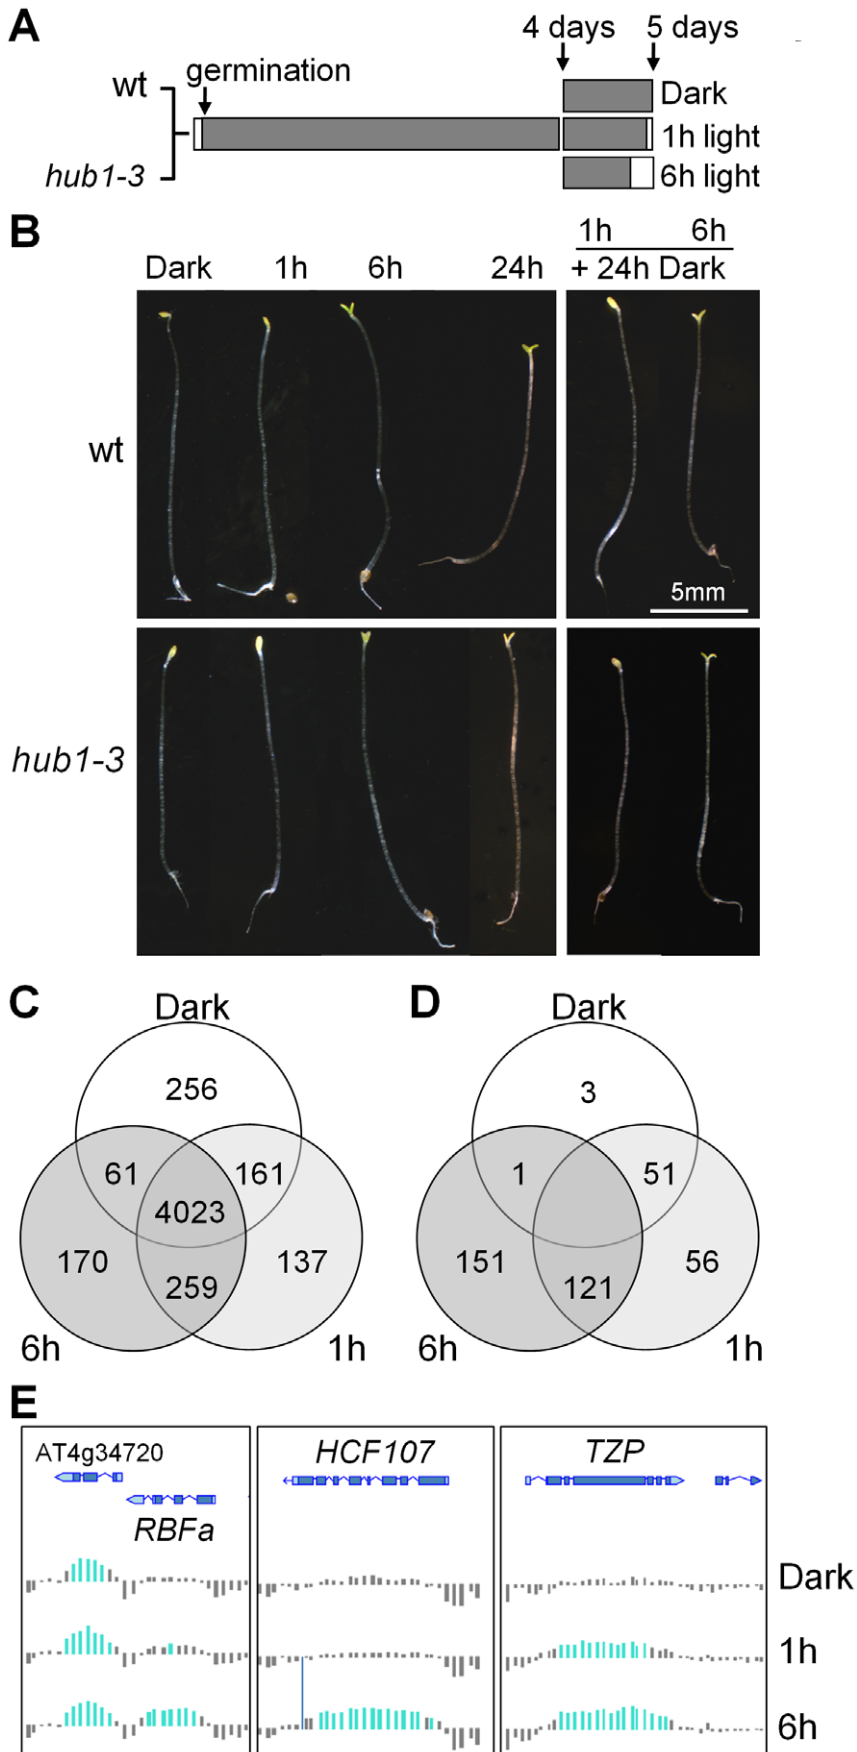 A
4 days 5 days
germination
wt
Dark
1h light
hub1-3
6h light
B
1h 6h
Dark 1h 6h 24h + 24h Dark
wt
5mm
hub1-3
C D
Dark Dark
256 3
61 161 1 51
4023
170 137 151 56
259 121
6h 1h 6h 1h
E
AT4g34720 HCF107 TZP
RBFa
Dark
1h
6h